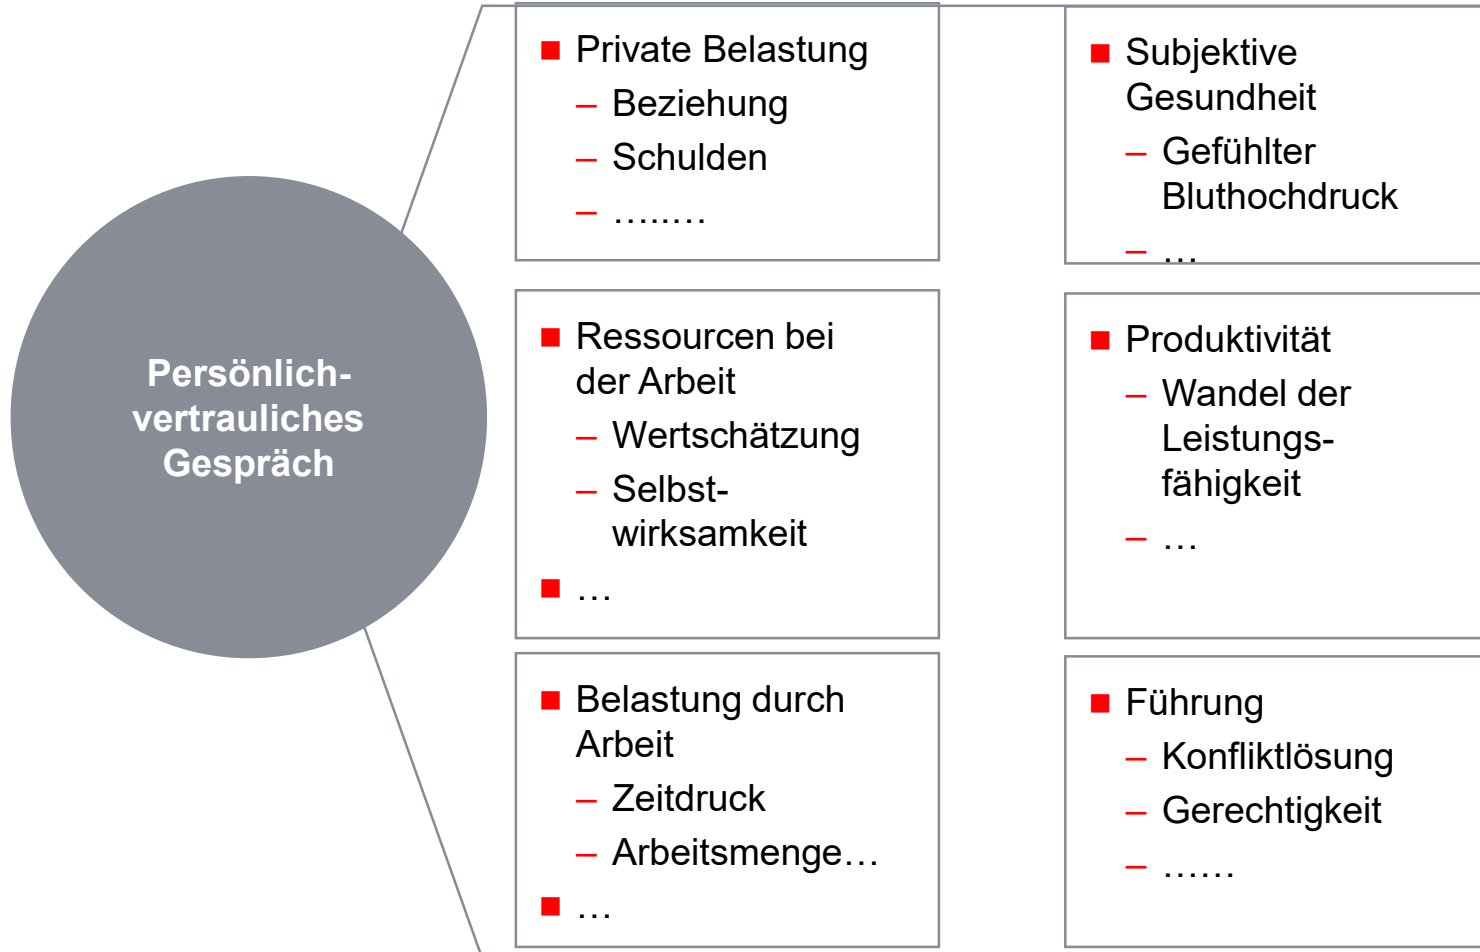 Persönlich-
vertrauliches
Gespräch
■ Private Belastung
– Beziehung
– Schulden
– ……..
■ Ressourcen bei
der Arbeit
– Wertschätzung
– Selbst-
wirksamkeit
■ …
■ Belastung durch
Arbeit
– Zeitdruck
– Arbeitsmenge…
■ …
■ Subjektive
Gesundheit
– Gefühlter
Bluthochdruck
– …
■ Produktivität
– Wandel der
Leistungs-
fähigkeit
– …
■ Führung
– Konfliktlösung
– Gerechtigkeit
– ……